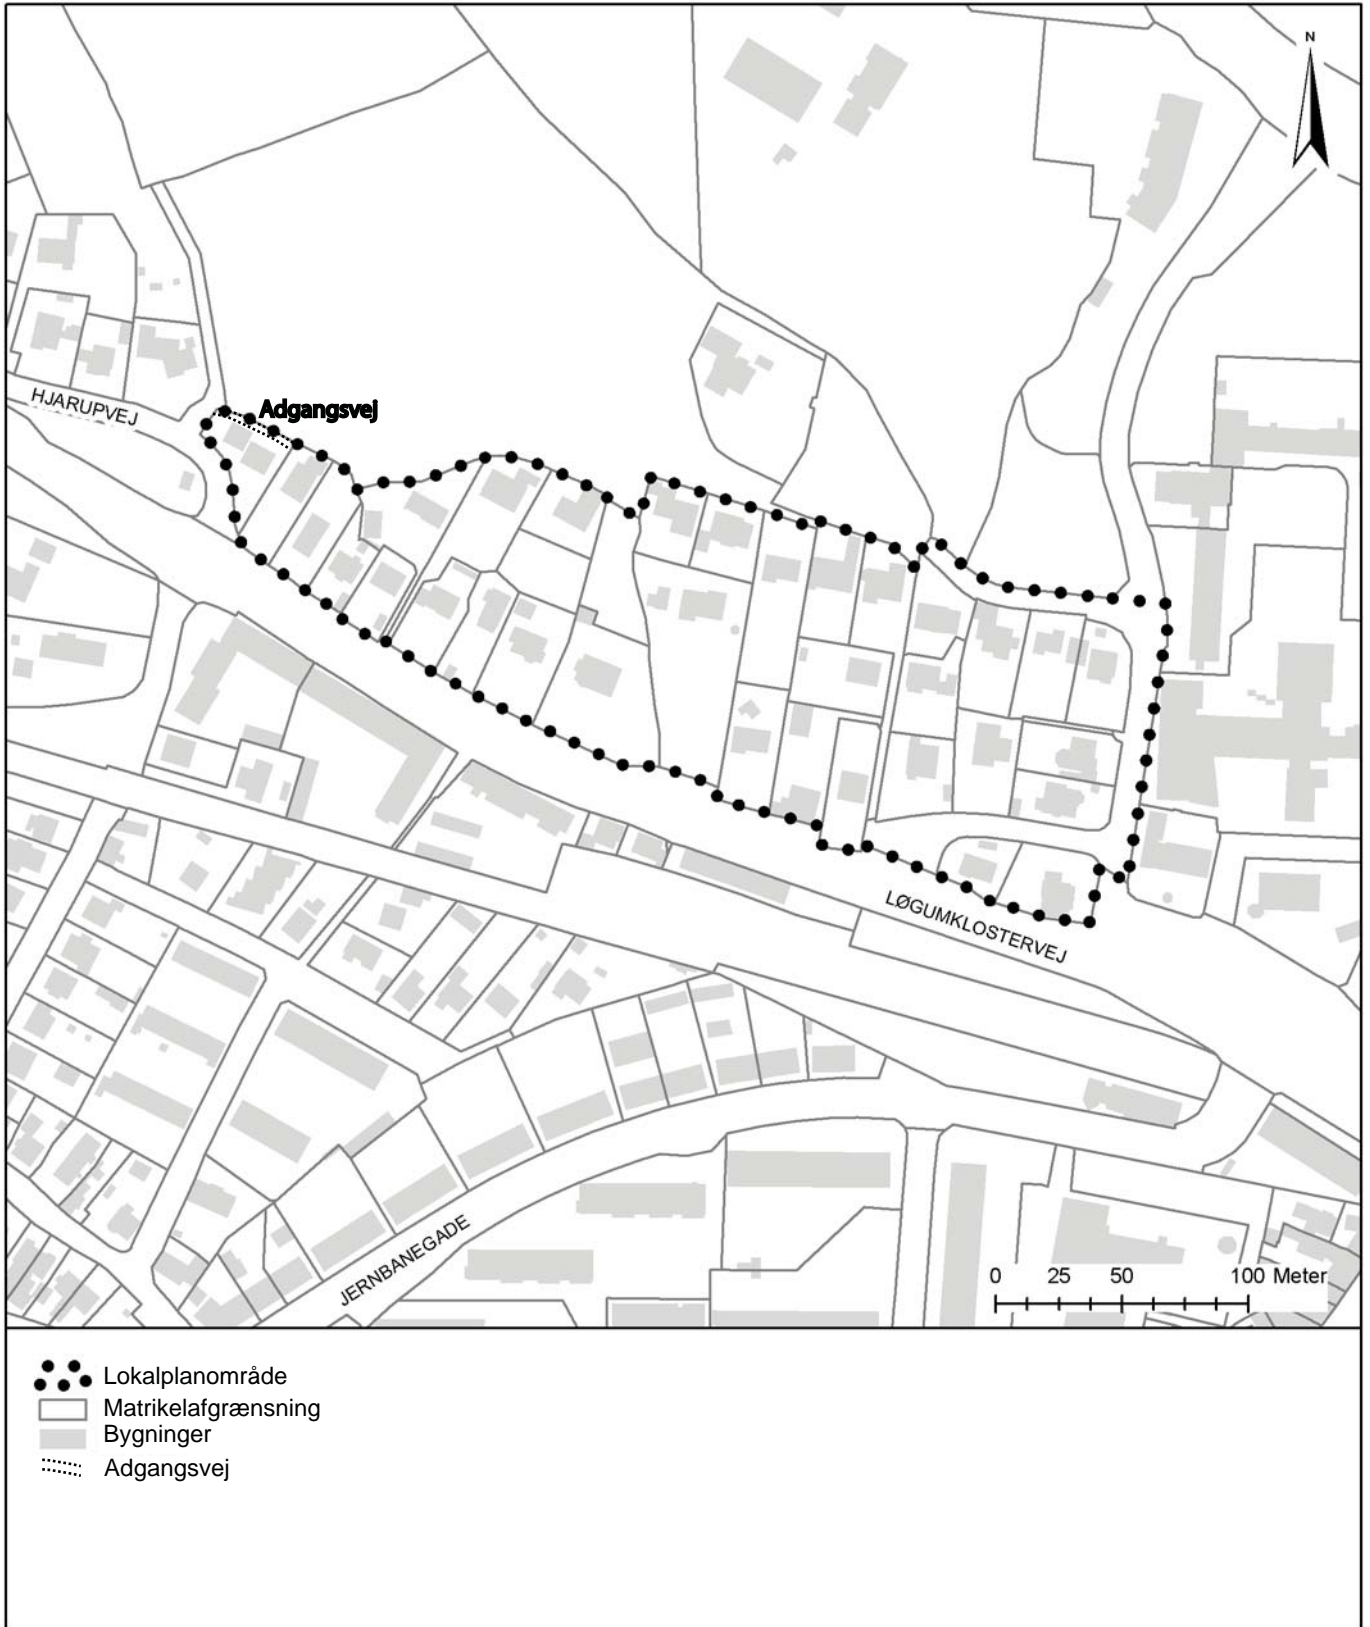 N
HJARUPVEJ
Adgangsvej
LØGUMKLOSTERVEJ
JERNBANEGADE
0 25 50 100 Meter
Lokalplanområde
Matrikelafgrænsning
Bygninger
Adgangsvej